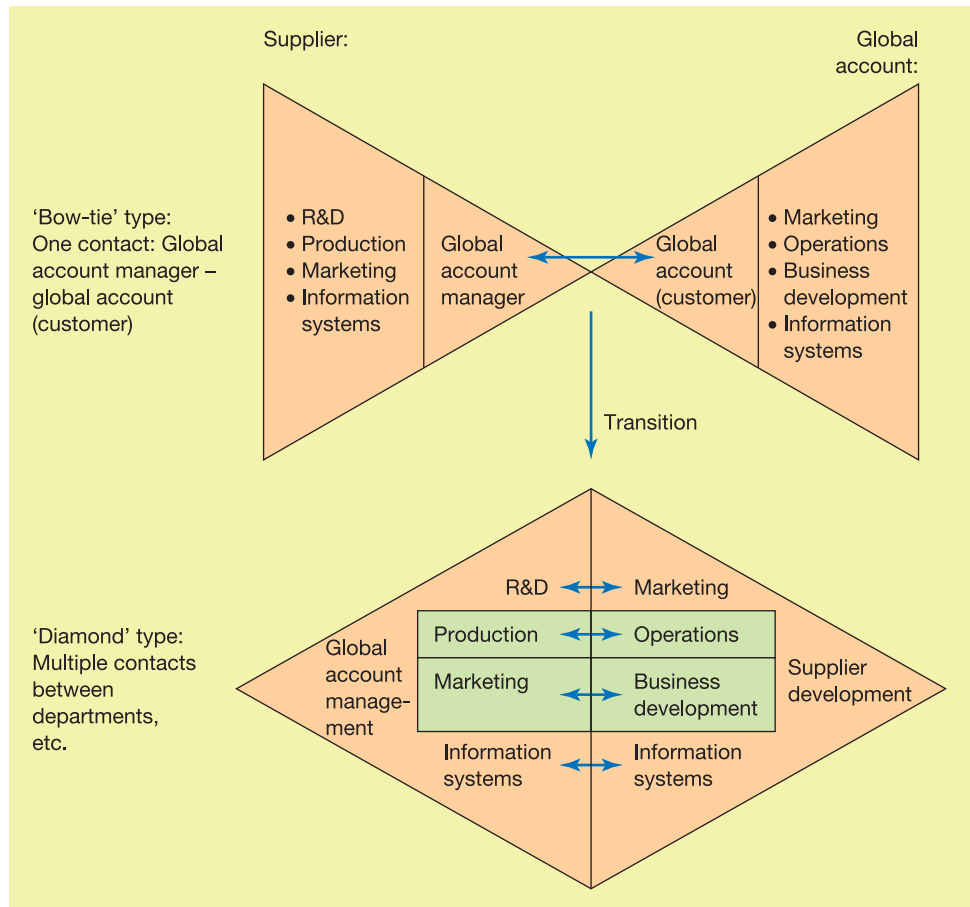 Supplier:
Global
account:
‘Bow-tie’ type:
One contact: Global
account manager –
global account
(customer)
• R&D
• Production
• Marketing
• Information
systems
Global
account
manager
Global
account
(customer)
• Marketing
• Operations
• Business
development
• Information
systems
Transition
‘Diamond’ type:
Multiple contacts
between
departments,
etc.
Global
account
manage-
ment
R&D
Marketing
Production
Operations
Marketing
Business
development
Information
systems
Information
systems
Supplier
development